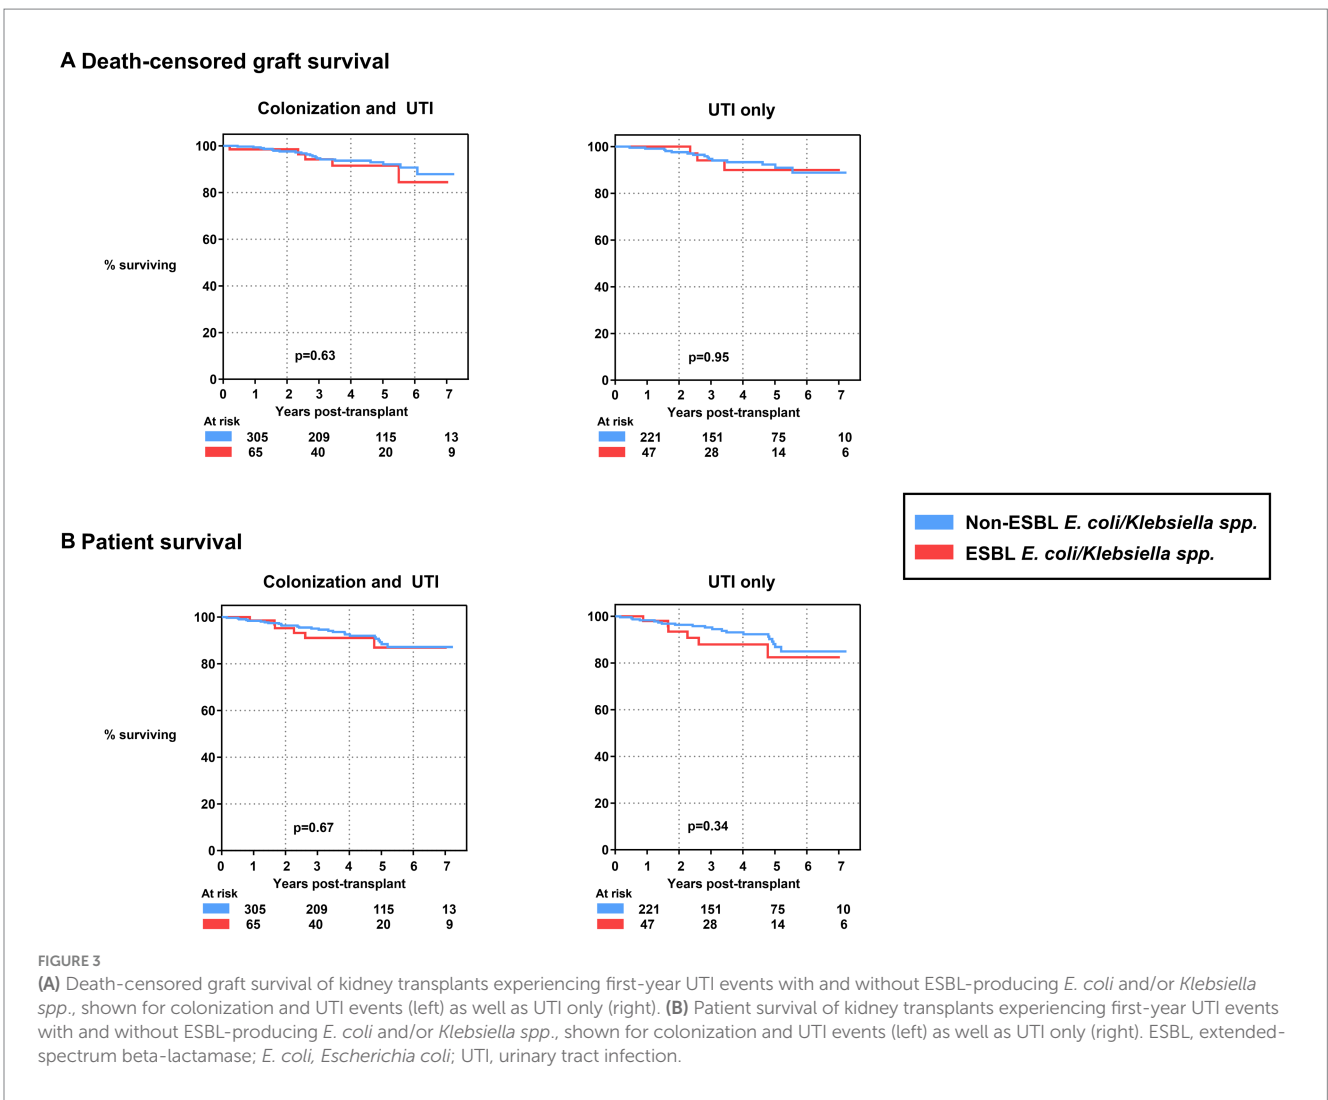 A Death-censored graft survival
Colonization and UTI
UTI only
100
80
60
40
20
0
% surviving
p=0.63
0 1 2 3 4 5 6 7
Years post-transplant
At risk
305 209 115 13
65 40 20 9
100
80
60
40
20
0
p=0.95
0 1 2 3 4 5 6 7
Years post-transplant
At risk
221 151 75 10
47 28 14 6
Non-ESBL E. coli/Klebsiella spp.
ESBL E. coli/Klebsiella spp.
B Patient survival
Colonization and UTI
UTI only
100
80
60
40
20
0
% surviving
p=0.67
0 1 2 3 4 5 6 7
Years post-transplant
At risk
305 209 115 13
65 40 20 9
100
80
60
40
20
0
p=0.34
0 1 2 3 4 5 6 7
Years post-transplant
At risk
221 151 75 10
47 28 14 6
FIGURE 3
(A) Death-censored graft survival of kidney transplants experiencing first-year UTI events with and without ESBL-producing E. coli and/or Klebsiella
spp., shown for colonization and UTI events (left) as well as UTI only (right). (B) Patient survival of kidney transplants experiencing first-year UTI events
with and without ESBL-producing E. coli and/or Klebsiella spp., shown for colonization and UTI events (left) as well as UTI only (right). ESBL, extended-
spectrum beta-lactamase; E. coli, Escherichia coli; UTI, urinary tract infection.